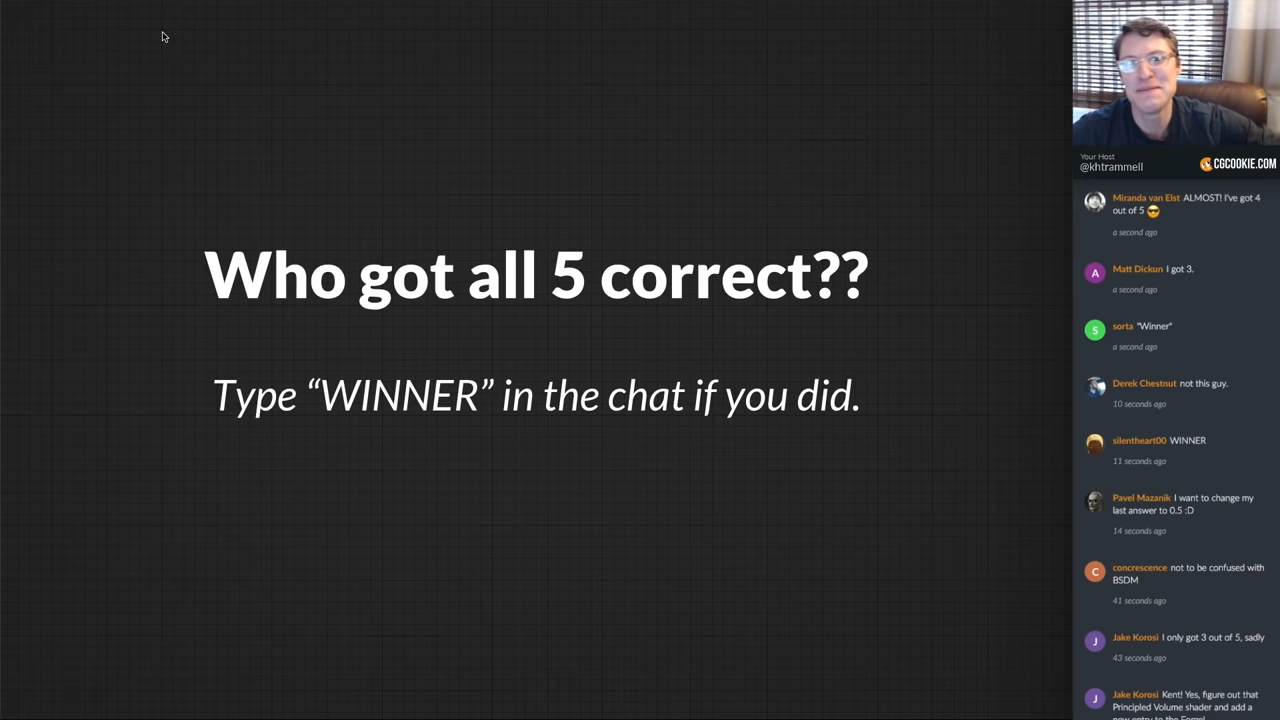 Who got all 5 correct??
Type “WINNER” in the chat if you did.
Your Host
@khtrammell
CGCOOKIE.COM
Miranda van Elst ALMOST! I've got 4
out of 5 😎
a second ago
A
Matt Dickun I got 3.
a second ago
S
sorta "Winner"
a second ago
Derek Chestnut not this guy.
10 seconds ago
silentheart00 WINNER
11 seconds ago
Pavel Mazanik I want to change my
last answer to 0.5 :D
14 seconds ago
C
concrescence not to be confused with
BSDM
41 seconds ago
J
Jake Korosi I only got 3 out of 5, sadly
43 seconds ago
J
Jake Korosi Kent! Yes, figure out that
Principled Volume shader and add a
new entry to the